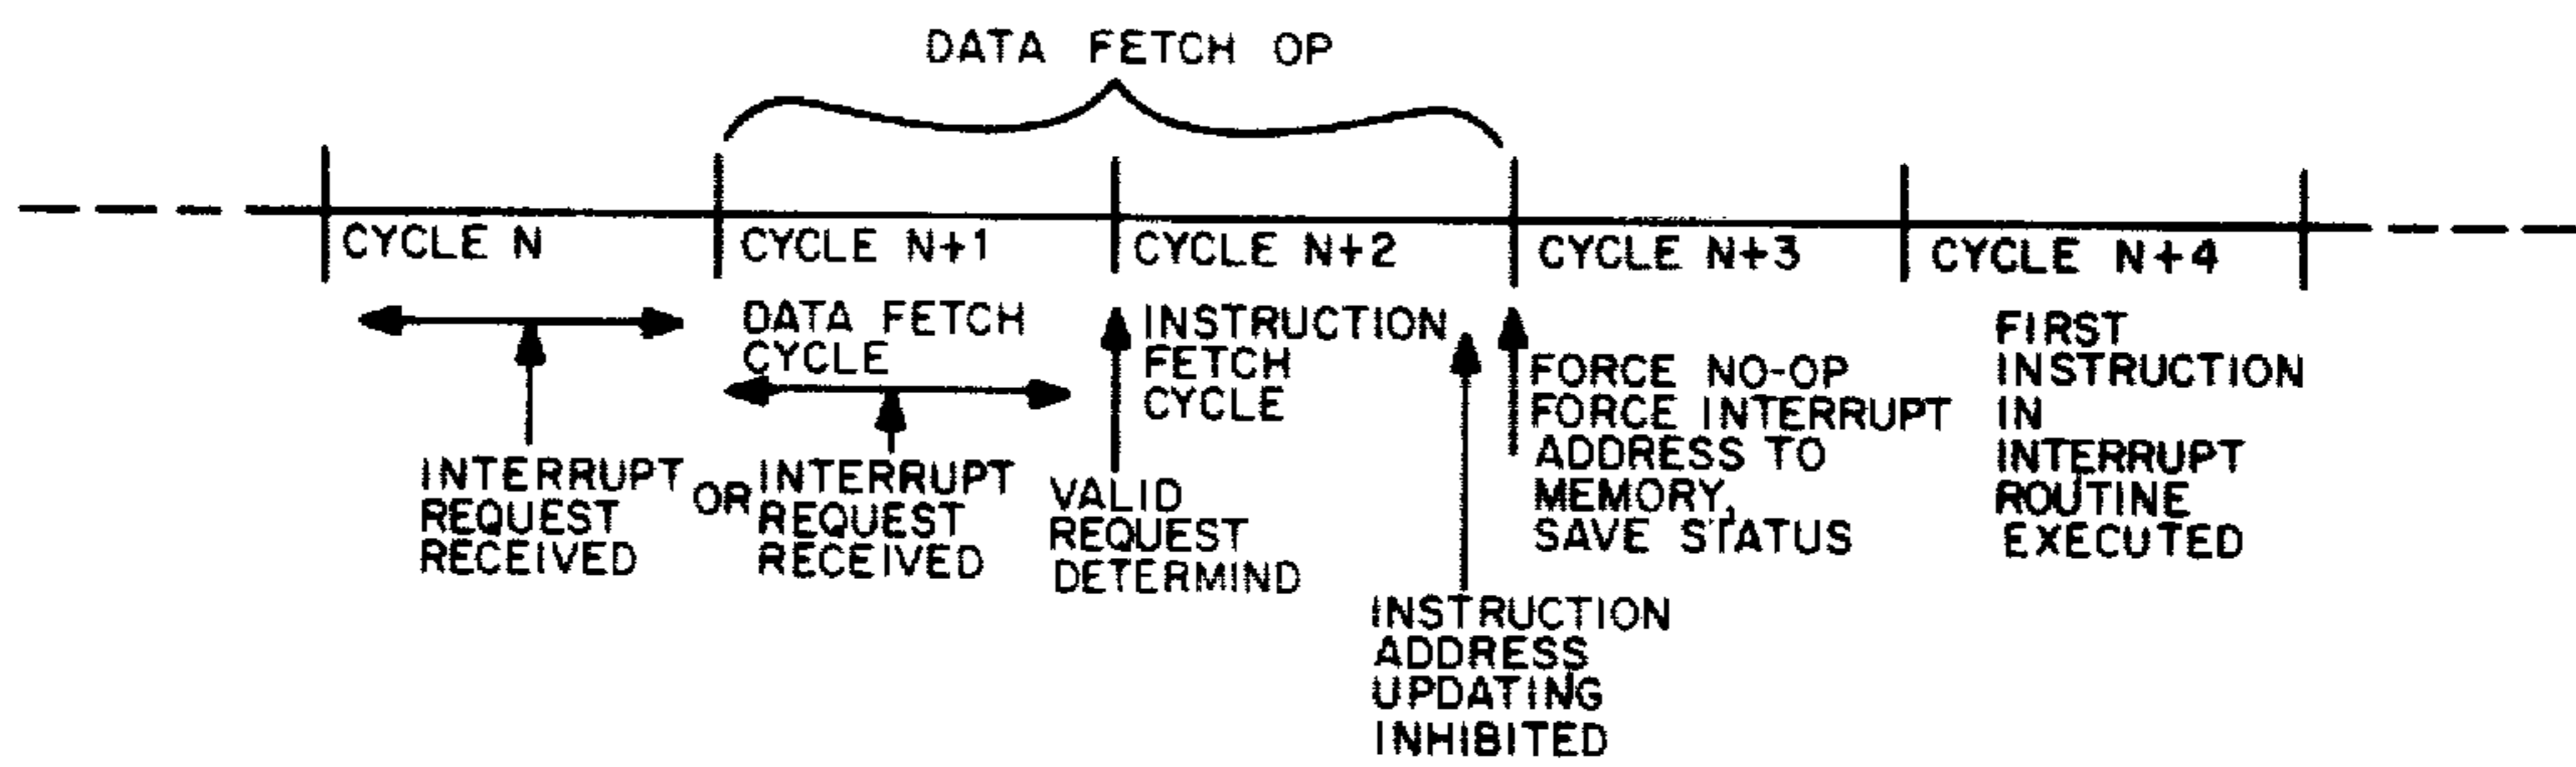 DATA FETCH OP
CYCLE N
CYCLE N+1
CYCLE N+2
CYCLE N+3
CYCLE N+4
INTERRUPT
REQUEST
RECEIVED
OR
DATA FETCH
CYCLE
INTERRUPT
REQUEST
RECEIVED
VALID
REQUEST
DETERMIND
INSTRUCTION
FETCH
CYCLE
INSTRUCTION
ADDRESS
UPDATING
INHIBITED
FORCE NO-OP
FORCE INTERRUPT
ADDRESS TO
MEMORY,
SAVE STATUS
FIRST
INSTRUCTION
IN
INTERRUPT
ROUTINE
EXECUTED